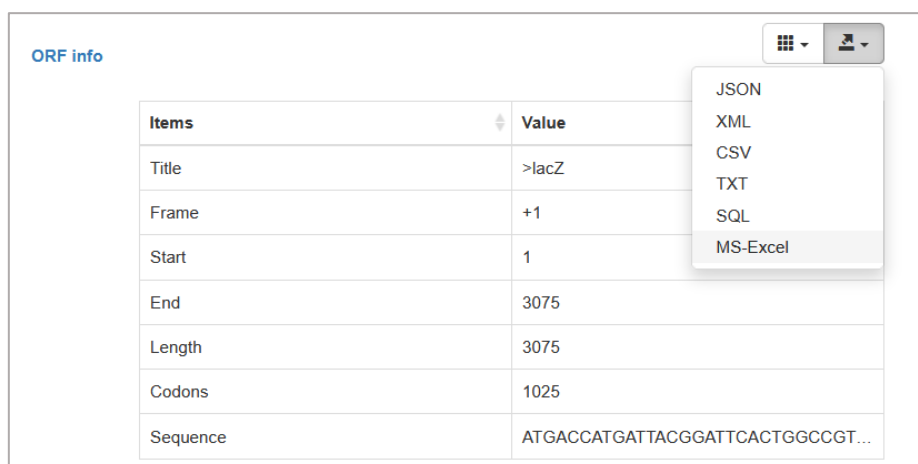 ORF info
JSON
XML
CSV
TXT
SQL
MS-Excel
Items Value
Title >lacZ
Frame +1
Start 1
End 3075
Length 3075
Codons 1025
Sequence ATGACCATGATTACGGATTCACTGGCCGT...